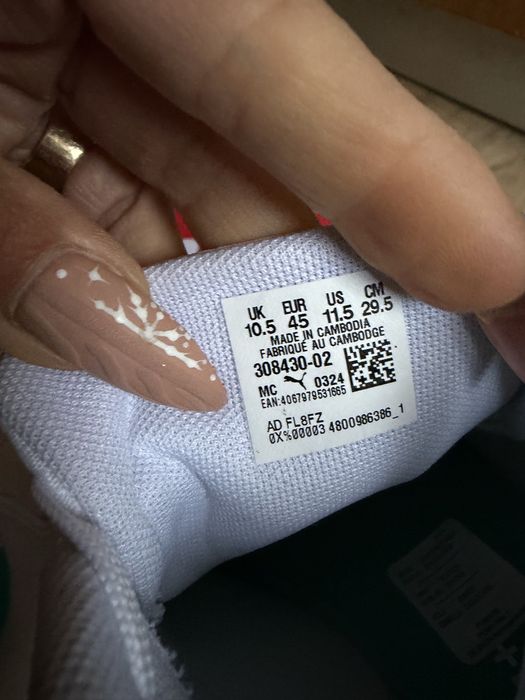 UK EUR US CM
10.5 45 11.5 29.5
MADE IN CAMBODIA
FABRIQUÉ AU CAMBODGE
308430-02
MC 0324
EAN:4067979531665
AD FL8FZ
0X%00003 4800986386_1